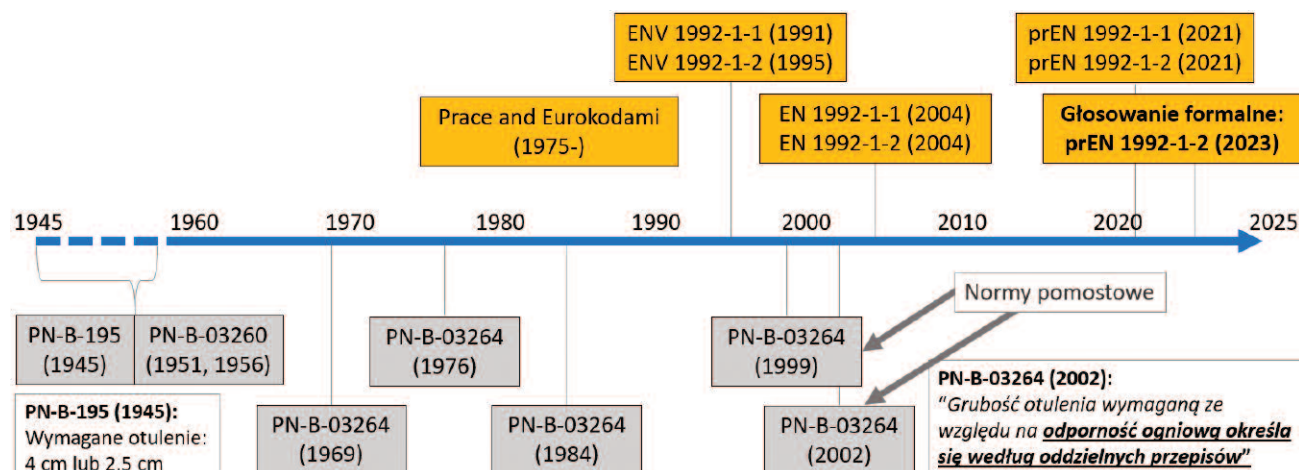 ENV 1992-1-1 (1991)
ENV 1992-1-2 (1995)
prEN 1992-1-1 (2021)
prEN 1992-1-2 (2021)
Prace and Eurokodami
(1975-)
EN 1992-1-1 (2004)
EN 1992-1-2 (2004)
Głosowanie formalne:
prEN 1992-1-2 (2023)
1945 1960 1970 1980 1990 2000 2010 2020 2025
Normy pomostowe
PN-B-195
(1945)
PN-B-03260
(1951, 1956)
PN-B-03264
(1976)
PN-B-03264
(1999)
PN-B-195 (1945):
Wymagane otulenie:
4 cm lub 2.5 cm
PN-B-03264
(1969)
PN-B-03264
(1984)
PN-B-03264
(2002)
PN-B-03264 (2002):
“Grubość otulenia wymaganą ze
względu na odporność ogniową określa
się według oddzielnych przepisów”